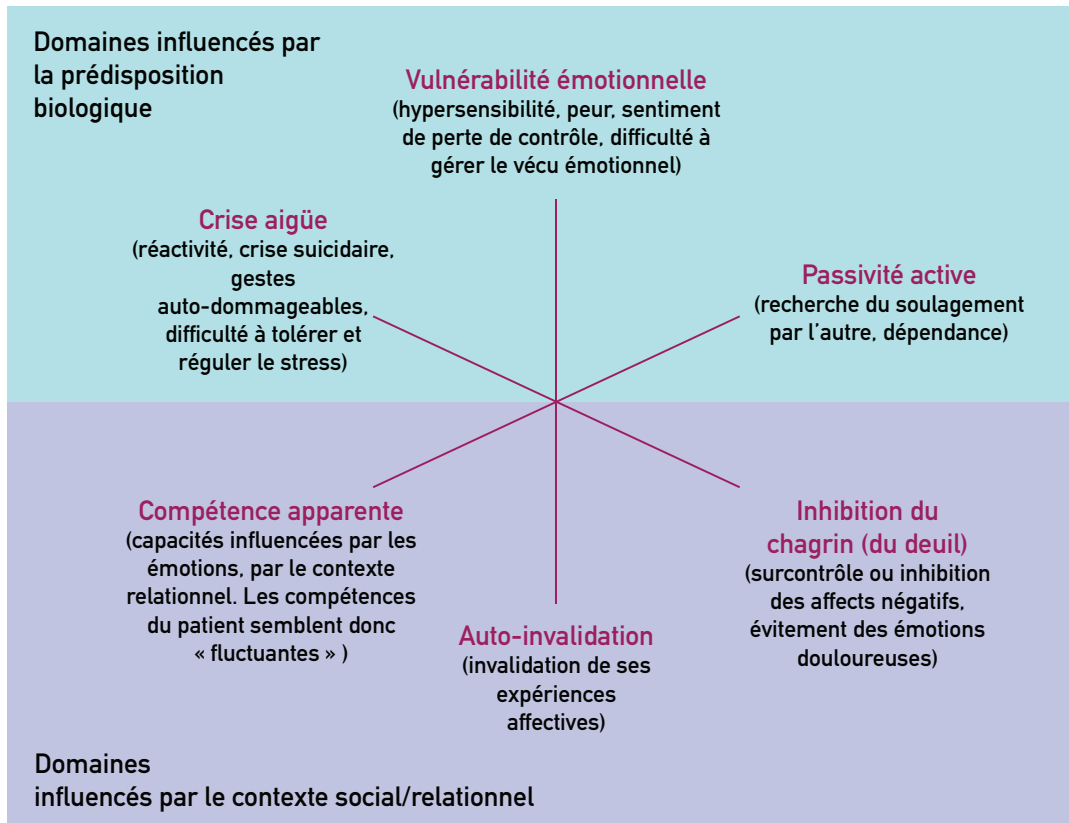 Domaines influencés par
la prédisposition
biologique
Vulnérabilité émotionnelle
(hypersensibilité, peur, sentiment
de perte de contrôle, difficulté à
gérer le vécu émotionnel)
Crise aigüe
(réactivité, crise suicidaire,
gestes
auto-dommageables,
difficulté à tolérer et
réguler le stress)
Passivité active
(recherche du soulagement
par l’autre, dépendance)
Compétence apparente
(capacités influencées par les
émotions, par le contexte
relationnel. Les compétences
du patient semblent donc
« fluctuantes » )
Auto-invalidation
(invalidation de ses
expériences
affectives)
Inhibition du
chagrin (du deuil)
(surcontrôle ou inhibition
des affects négatifs,
évitement des émotions
douloureuses)
Domaines
influencés par le contexte social/relationnel